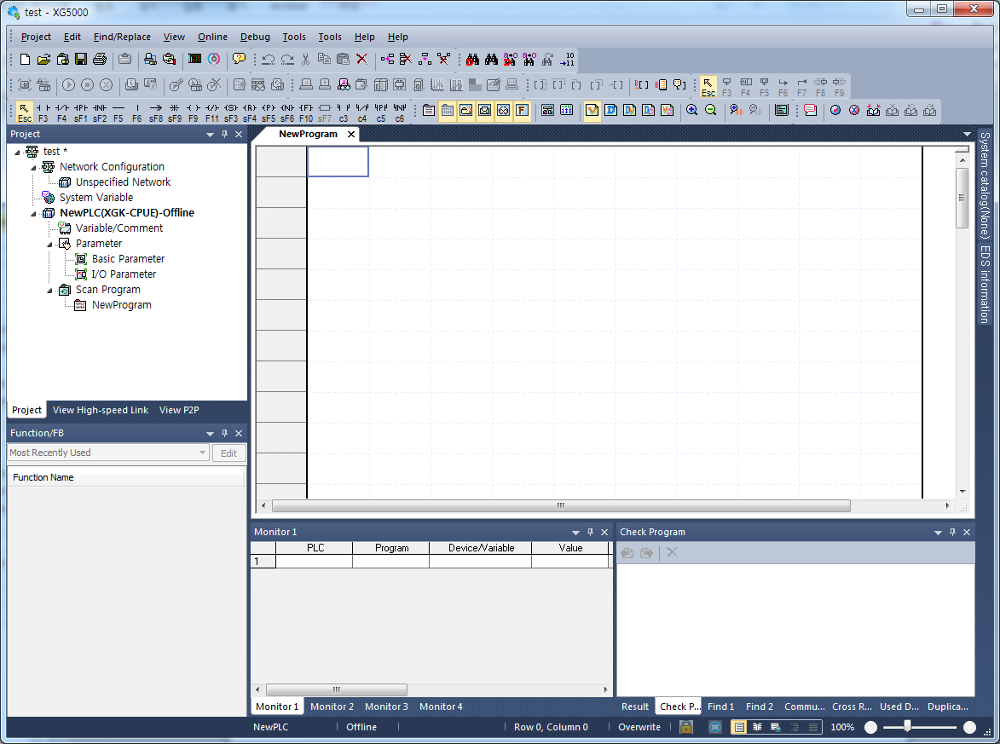 test - XG5000
Project Edit Find/Replace View Online Debug Tools Tools Help Help
10
→11
Esc F3 F4 F5 F6 F7 F8 F9
Esc F3 F4 sF1 sF2 F5 F6 sF8 sF9 F9 F11 sF3 sF4 sF5 sF6 F10 sF7 c3 c4 c5 c6
Project
test *
Network Configuration
Unspecified Network
System Variable
NewPLC(XGK-CPUE)-Offline
Variable/Comment
Parameter
Basic Parameter
I/O Parameter
Scan Program
NewProgram
Project View High-speed Link View P2P
Function/FB
Most Recently Used Edit
Function Name
NewProgram
System catalog(None)
EDS information
Monitor 1
PLC Program Device/Variable Value
1
Monitor 1 Monitor 2 Monitor 3 Monitor 4
Check Program
Result Check P... Find 1 Find 2 Commu... Cross R... Used D... Duplica...
NewPLC Offline Row 0, Column 0 Overwrite 100%